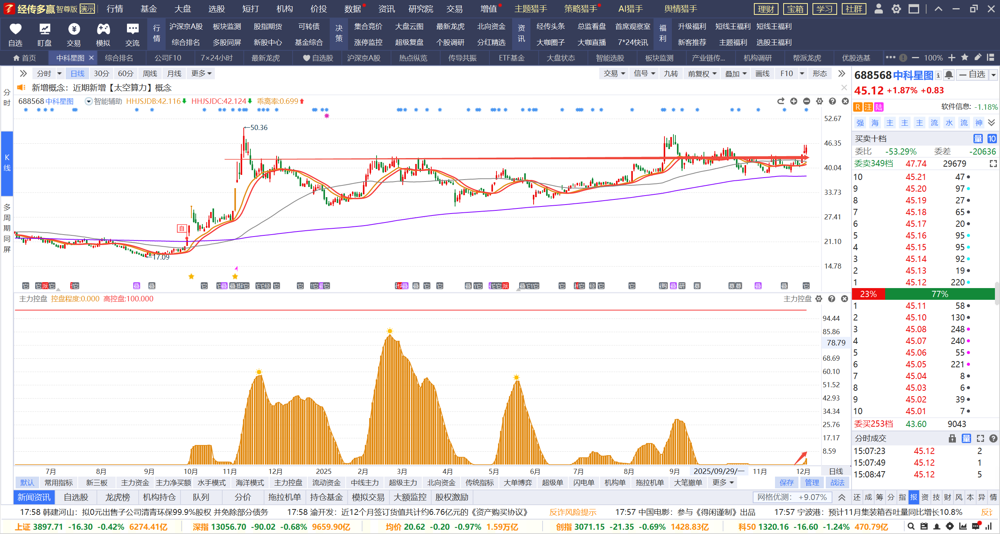 经传多赢 智尊版 演示 行情 基金 大盘 选股 短打 机构 价投 数据 资讯 研究院 交易 增值 主题猎手 策略猎手 AI猎手 舆情猎手 理财 宝箱 学习 社群
自选 盯盘 交易 模拟 交流
行情 沪深京A股 板块监测 股指期货 可转债 决策 集合竞价 大盘云图 最新龙虎 北向资金 资讯 经传头条 总监看盘 首席观察室 福利 升级福利 短线王福利 短线王福利
综合排名 多股同屏 新股中心 基金综合 涨停监控 超级复盘 个股调研 分红精选 大咖圈子 大咖直播 7*24快讯 新客推荐 主题福利 选股王福利
首页 中科星图 综合排名 公司F10 7×24小时 最新龙虎 自选股 沪深京A股 热点纵览 传导共振 ETF基金 大盘状态 智能选股 板块监测 产业链传... 机构调研 帮派龙虎 优股选基 100%
分时 日线 30分 60分 周线 月线 更多 交易 信号 九转 前复权 叠加 画线 F10 形态
新增概念：近期新增【太空算力】概念
688568 中科星图 智能辅助 HHJSJDB:42.116 HHJSJDC:42.124 乖离率:0.699
分时
K线
多周期同屏
52.67
46.35
40.04
33.73
27.41
21.10
14.78
←50.36
←17.09
自
主力控盘 控盘程度:0.000 高控盘:100.000 主力控盘
94.44
85.86
78.79
68.69
60.10
51.52
42.93
34.34
25.76
17.17
8.59
7月 8月 9月 10月 11月 12月 2025 2月 3月 4月 5月 6月 7月 8月 9月 2025/09/29/一 11月 12月 日线
默认 常用指标 新三板 主力资金 主力净买额 水手模式 海洋模式 主力控盘 流动资金 中线主力 超级主力 北向资金 传统指标 大单博弈 超级单 闪电单 机构单 拖拉机单 大笔撤单 更多 保存 管理 战法
新闻资讯 自选股 龙虎榜 机构持仓 队列 分价 拖拉机单 持仓基金 模拟交易 大额监控 股权激励 网格优测： +9.07%
688568 中科星图 自选
45.12 +1.87% +0.83
R 注 陆 软件信息: -1.18%
强 海 主 主 主 流 水 流 神
买卖十档 量 10
委比 -53.29% 委差 -20636
委卖349档 47.74 29679
10 45.21 47
9 45.20 97
8 45.19 27
7 45.18 65
6 45.17 20
5 45.16 95
4 45.15 95
3 45.14 92
2 45.13 19
1 45.12 220
23% 77%
1 45.11 58
2 45.10 130
3 45.08 248
4 45.07 240
5 45.06 55
6 45.05 221
7 45.04 8
8 45.03 6
9 45.02 39
10 45.01 7
委买253档 43.60 9043
分时成交 量
15:07:23 45.12 2
15:07:49 45.12 1
15:08:47 45.12 5
还 成 筹 分 指 报 资 技 财 风 本 异 情
17:58 韩建河山：拟0元出售子公司清青环保99.9%股权 并免除部分债务 17:58 渝开发：近12个月签订货值共计约6.76亿元的《资产购买协议》 反诈风险提示 17:57 中国电影：参与《得闲谨制》出品 17:57 宁波港：预计11月集装箱吞吐量同比增长10.8%
上证 3897.71 -16.30 -0.42% 6274.41亿 深指 13056.70 -90.02 -0.68% 9659.90亿 均价 20.62 -0.20 -0.97% 1.59万亿 创指 3071.15 -21.35 -0.69% 1428.83亿 科50 1320.16 -16.60 -1.24% 470.79亿